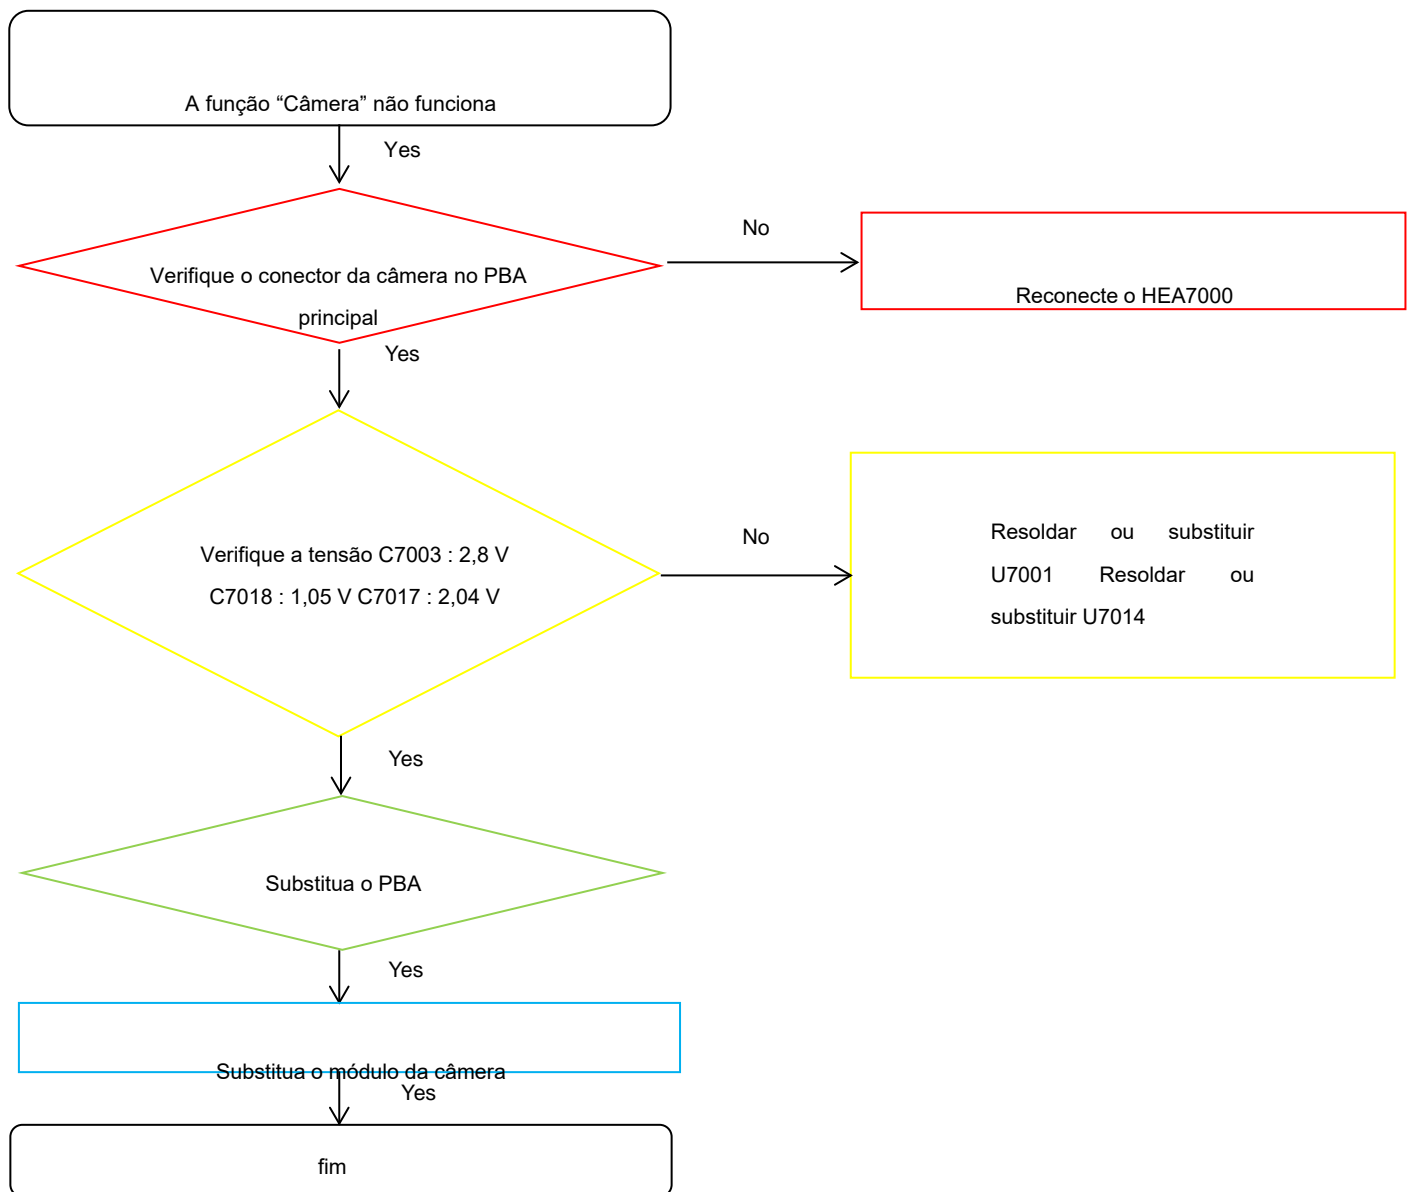 A função “Câmera” não funciona
Yes
Verifique o conector da câmera no PBA
principal
No
Reconecte o HEA7000
Yes
Verifique a tensão C7003 : 2,8 V
C7018 : 1,05 V C7017 : 2,04 V
No
Resoldar ou substituir
U7001 Resoldar ou
substituir U7014
Yes
Substitua o PBA
Yes
Substitua o módulo da câmera
Yes
fim